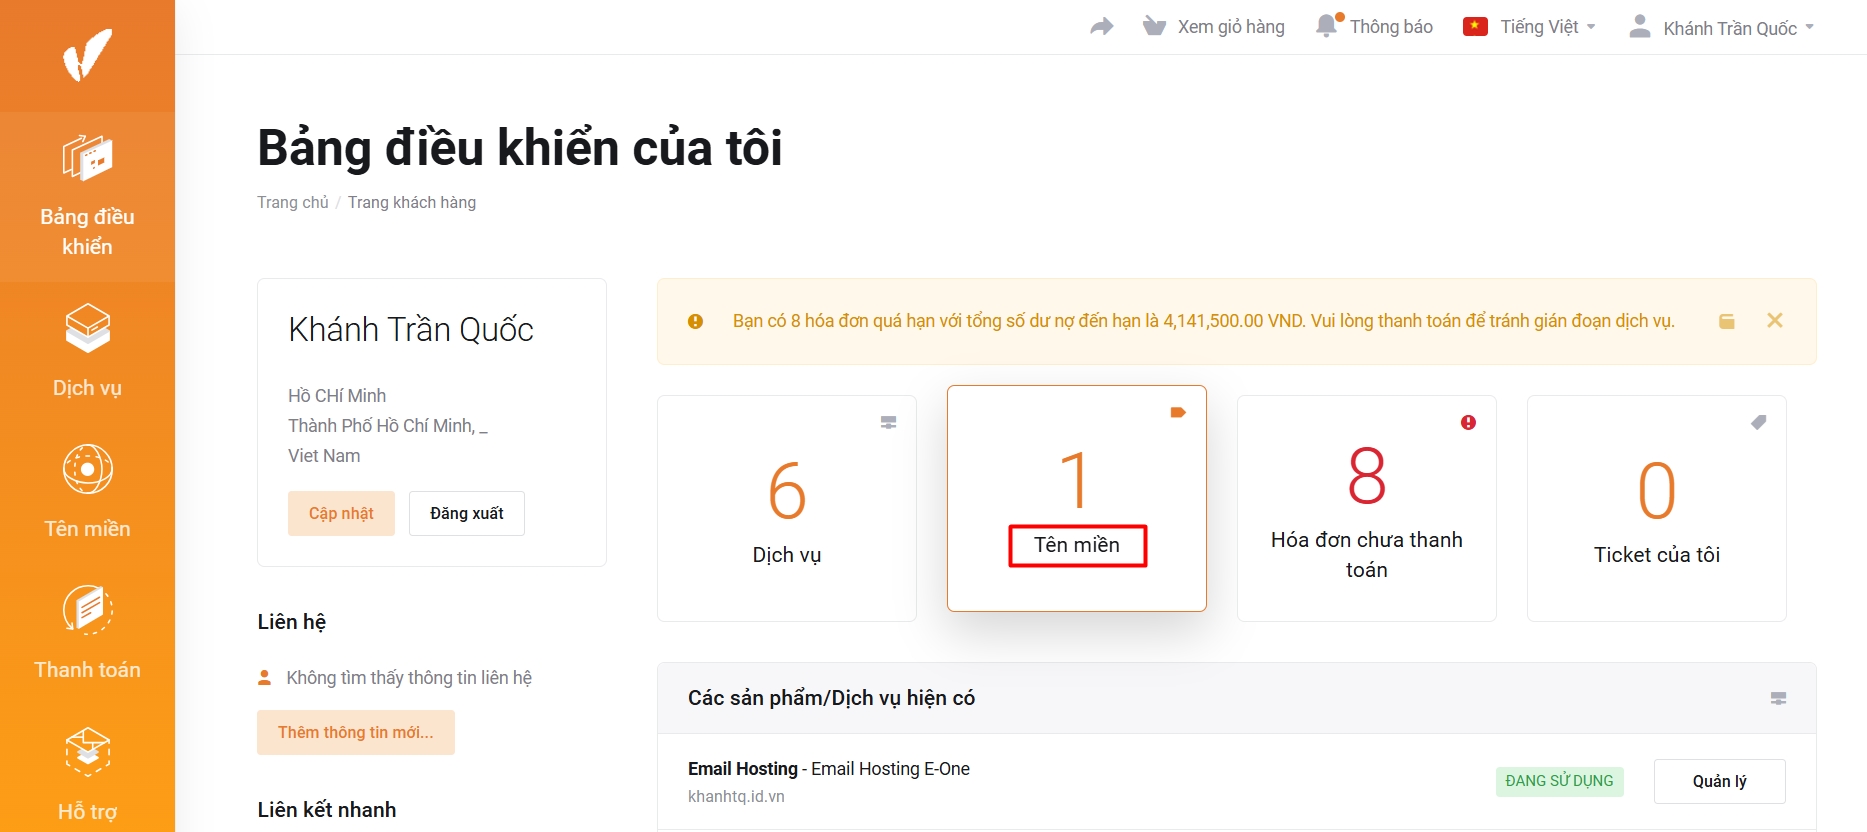 Xem giỏ hàng
Thông báo
Tiếng Việt
Khánh Trần Quốc
Bảng điều khiển
Dịch vụ
Tên miền
Thanh toán
Hỗ trợ
Bảng điều khiển của tôi
Trang chủ / Trang khách hàng
Khánh Trần Quốc
Hồ CHí Minh
Thành Phố Hồ Chí Minh, _
Viet Nam
Cập nhật
Đăng xuất
Liên hệ
Không tìm thấy thông tin liên hệ
Thêm thông tin mới...
Liên kết nhanh
Bạn có 8 hóa đơn quá hạn với tổng số dư nợ đến hạn là 4,141,500.00 VND. Vui lòng thanh toán để tránh gián đoạn dịch vụ.
6
Dịch vụ
1
Tên miền
8
Hóa đơn chưa thanh
toán
0
Ticket của tôi
Các sản phẩm/Dịch vụ hiện có
Email Hosting - Email Hosting E-One
khanhtq.id.vn
ĐANG SỬ DỤNG
Quản lý